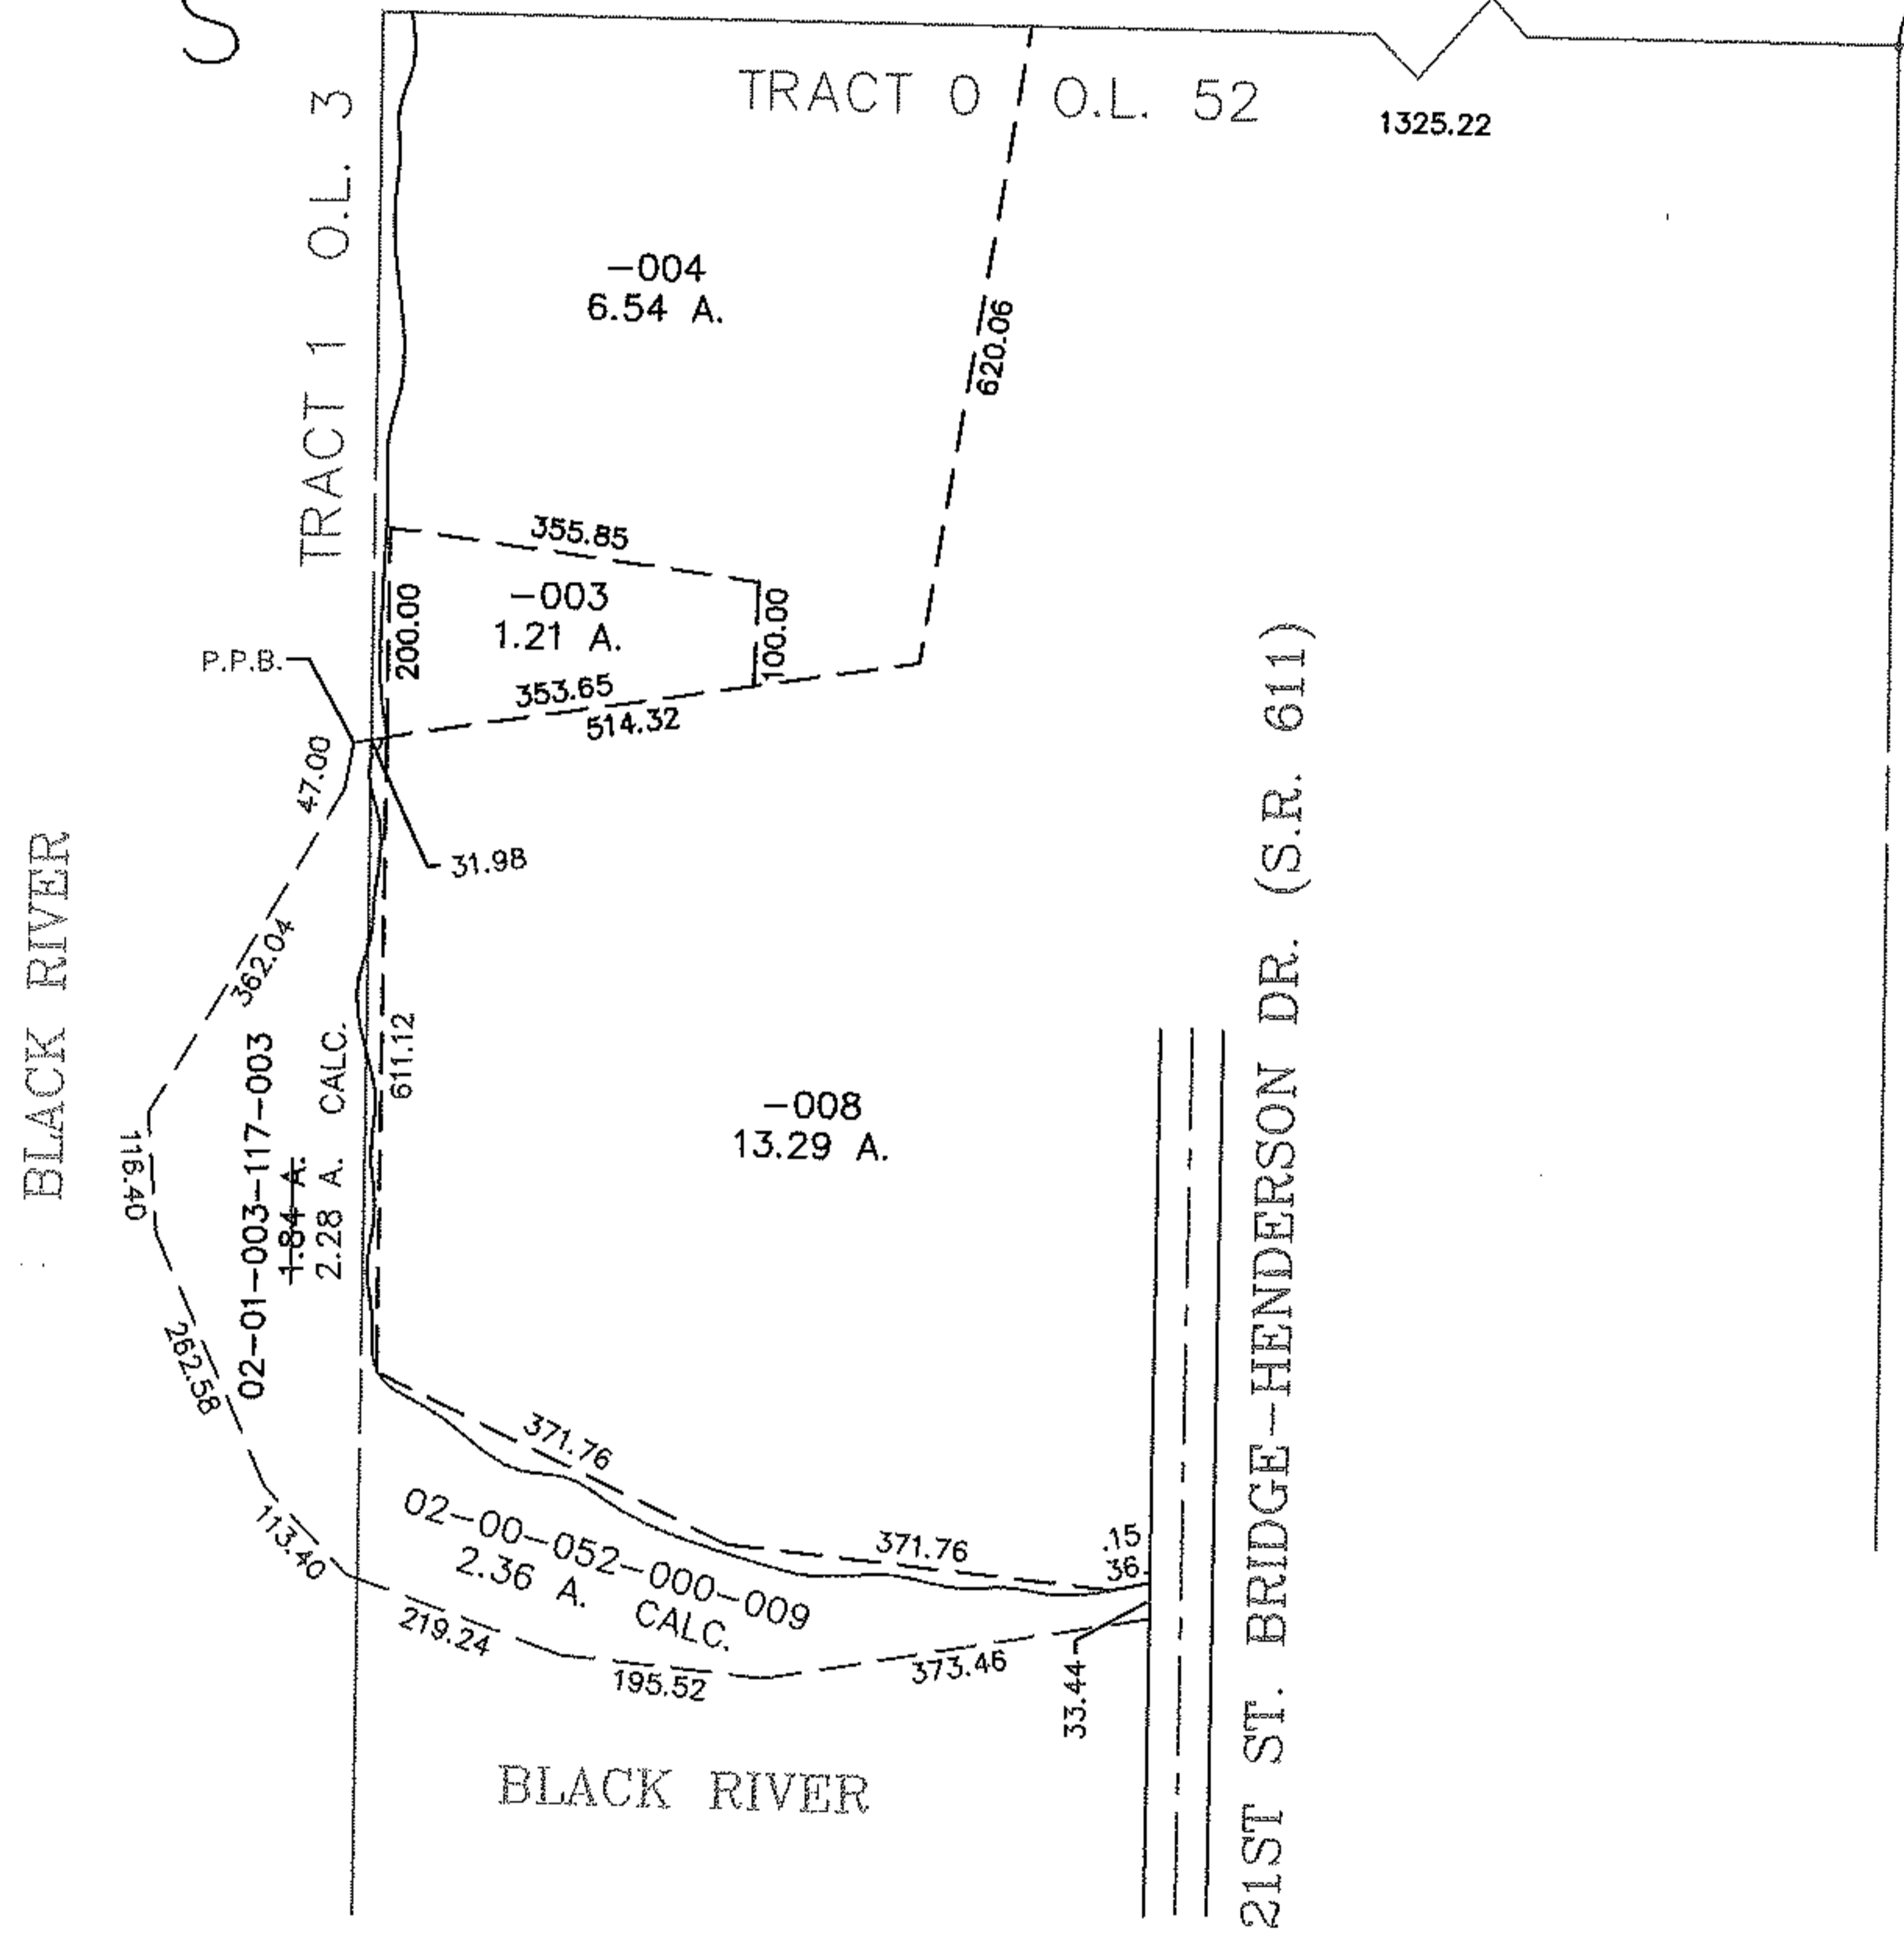 S
TRACT 1 O.L. 3
TRACT 0 O.L. 52
1325.22
-004
6.54 A.
620.06
355.85
-003
1.21 A.
200.00
100.00
P.P.B.
353.65
514.32
47.00
31.98
BLACK RIVER
362.04
611.12
116.40
02-01-003-117-003
1.84 A.
2.28 A. CALC.
-008
13.29 A.
262.58
371.76
371.76
.15
36
113.40
02-00-052-000-009
2.36 A. CALC.
219.24
195.52
373.46
33.44
BLACK RIVER
21ST ST. BRIDGE-HENDERSON DR. (S.R. 611)